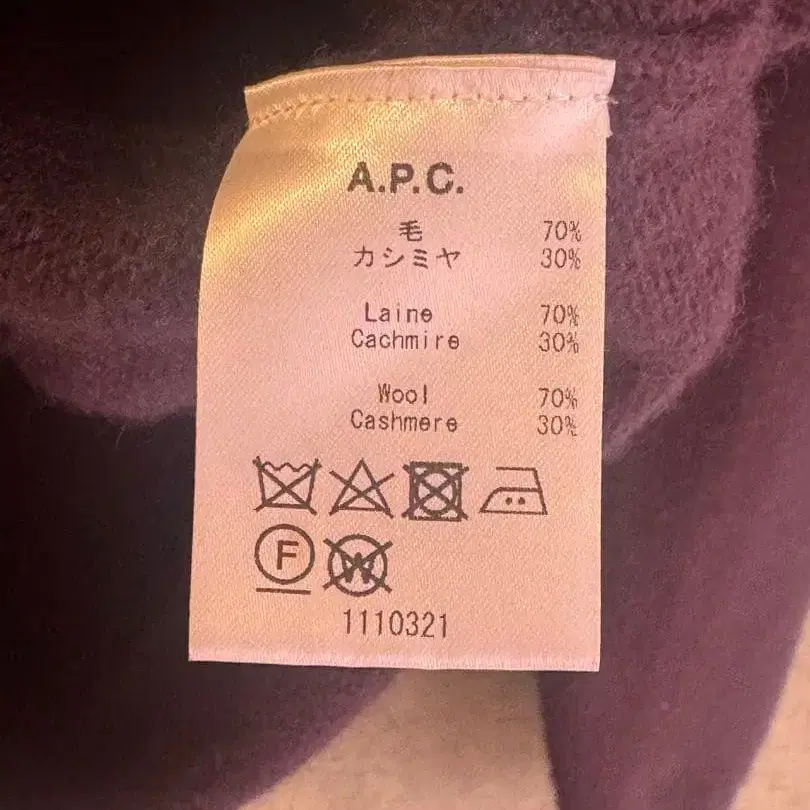 A.P.C.
毛 70%
カシミヤ 30%
Laine 70%
Cachmire 30%
Wool 70%
Cashmere 30%
F W
1110321